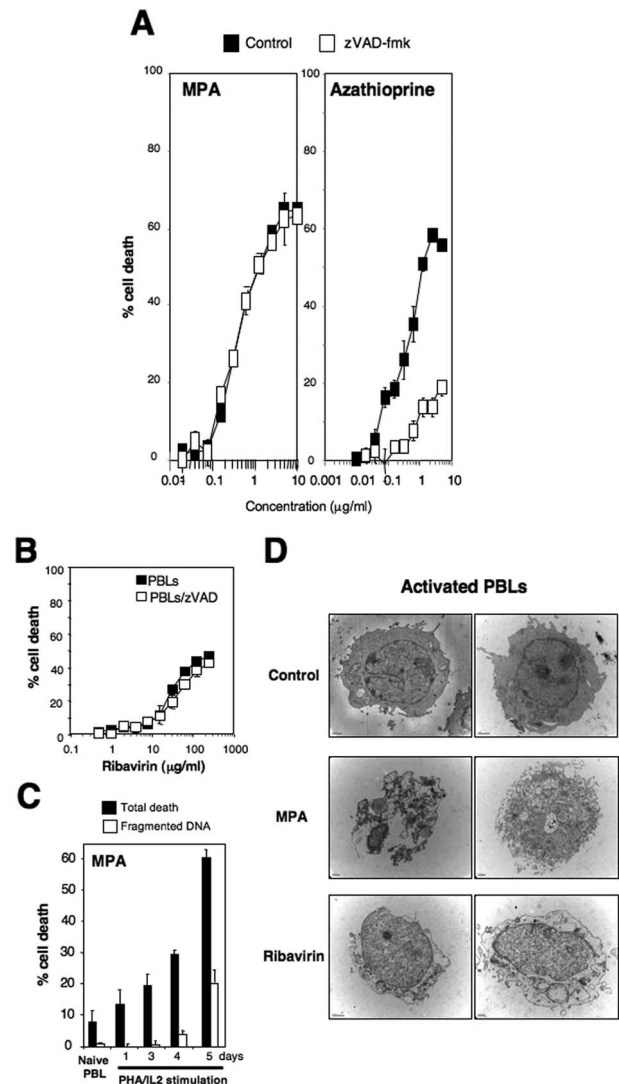 A
Control zVAD-fmk
MPA
Azathioprine
% cell death
100
80
60
40
20
0
0.01 0.1 1 10
100
80
60
40
20
0
0.001 0.01 0.1 1 10
Concentration (µg/ml)
B
PBLs
PBLs/zVAD
% cell death
100
80
60
40
20
0
0.1 1.0 10 100 1000
Ribavirin (µg/ml)
C
Total death
Fragmented DNA
MPA
% cell death
60
50
40
30
20
10
0
Naive PBL
1 3 4 5 days
PHA/IL2 stimulation
D
Activated PBLs
Control
MPA
Ribavirin